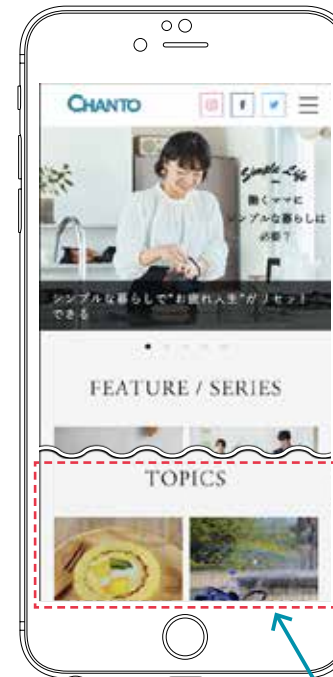 CHANTO
Simple Life
働くママに
シンプルな暮らしは
必要？
シンプルな暮らしで"お疲れ人生"がリセット
できる
FEATURE / SERIES
TOPICS